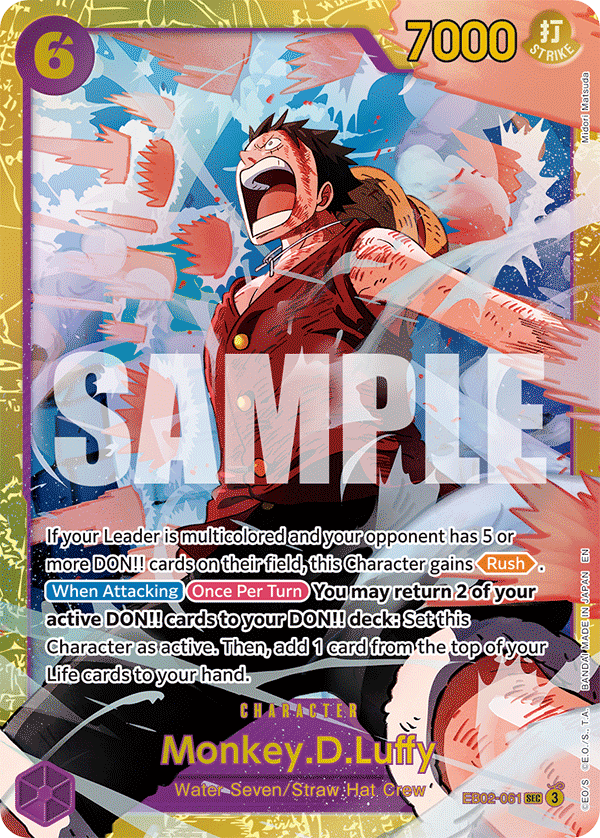 6
7000
打
STRIKE
Midori Matsuda
SAMPLE
If your Leader is multicolored and your opponent has 5 or
more DON!! cards on their field, this Character gains Rush.
When Attacking Once Per Turn You may return 2 of your
active DON!! cards to your DON!! deck: Set this
Character as active. Then, add 1 card from the top of your
Life cards to your hand.
CHARACTER
Monkey.D.Luffy
Water Seven/Straw Hat Crew
EB02-061 SEC 3
©E.O/S ©E.O./S., T.A. BANDAI MADE IN JAPAN EN